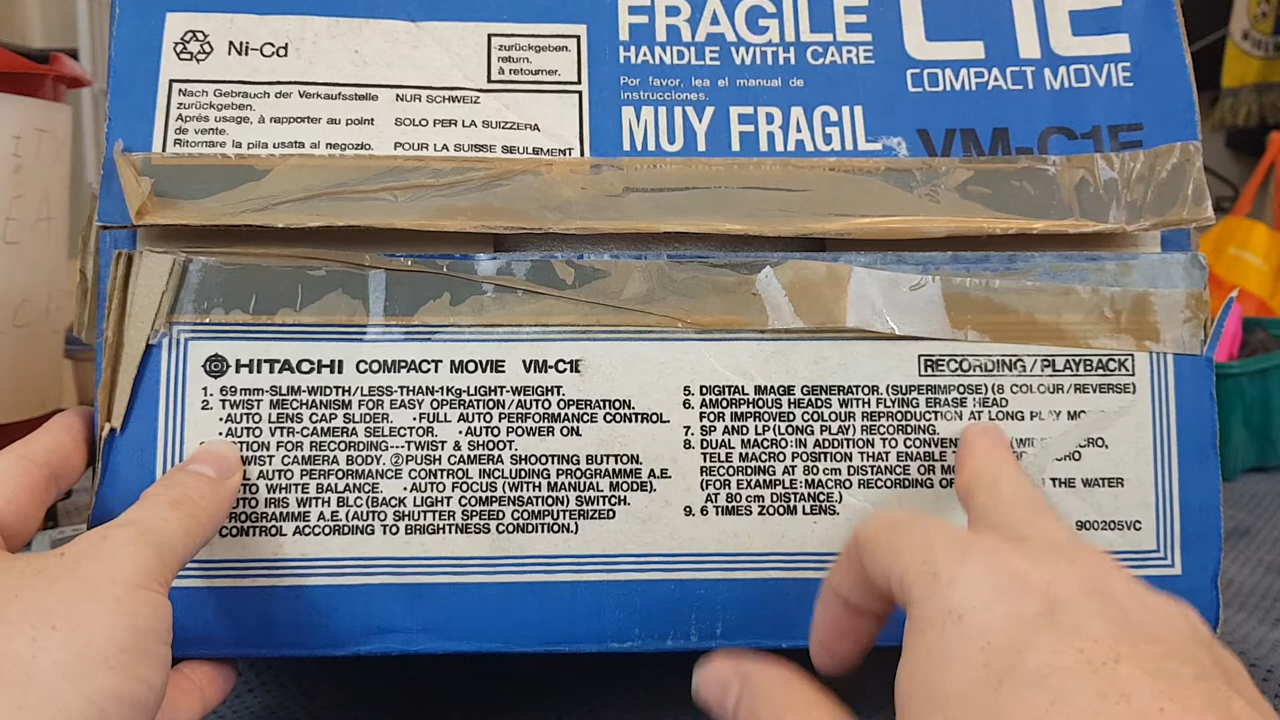 Ni-Cd
zurückgeben.
return.
à retourner.
Nach Gebrauch der Verkaufsstelle
zurückgeben.
Aprés usage, à rapporter au point
de vente.
Ritornare la pila usata al negozio.
NUR SCHWEIZ
SOLO PER LA SUIZZERA
POUR LA SUISSE SEULEMENT
FRAGILE
HANDLE WITH CARE
Por favor, lea el manual de
instrucciones.
MUY FRAGIL
C1E
COMPACT MOVIE
VM-C1E
HITACHI COMPACT MOVIE VM-C1E
RECORDING/PLAYBACK
1. 69mm-SLIM-WIDTH/LESS-THAN-1Kg-LIGHT-WEIGHT.
2. TWIST MECHANISM FOR EASY OPERATION/AUTO OPERATION.
•AUTO LENS CAP SLIDER. •FULL AUTO PERFORMANCE CONTROL.
•AUTO VTR-CAMERA SELECTOR. •AUTO POWER ON.
FOR RECORDING---TWIST & SHOOT.
CAMERA BODY. ②PUSH CAMERA SHOOTING BUTTON.
AUTO PERFORMANCE CONTROL INCLUDING PROGRAMME A.E.
WHITE BALANCE. •AUTO FOCUS (WITH MANUAL MODE).
IRIS WITH BLC(BACK LIGHT COMPENSATION) SWITCH.
PROGRAMME A.E.(AUTO SHUTTER SPEED COMPUTERIZED
CONTROL ACCORDING TO BRIGHTNESS CONDITION.)
5. DIGITAL IMAGE GENERATOR.(SUPERIMPOSE)(8 COLOUR/REVERSE)
6. AMORPHOUS HEADS WITH FLYING ERASE HEAD
FOR IMPROVED COLOUR REPRODUCTION AT LONG PLAY
7. SP AND LP(LONG PLAY) RECORDING.
8. DUAL MACRO:IN ADDITION TO
TELE MACRO POSITION THAT ENABLE
RECORDING AT 80 cm DISTANCE OR
(FOR EXAMPLE:MACRO RECORDING THE WATER
AT 80 cm DISTANCE.)
9. 6 TIMES ZOOM LENS.
900205VC